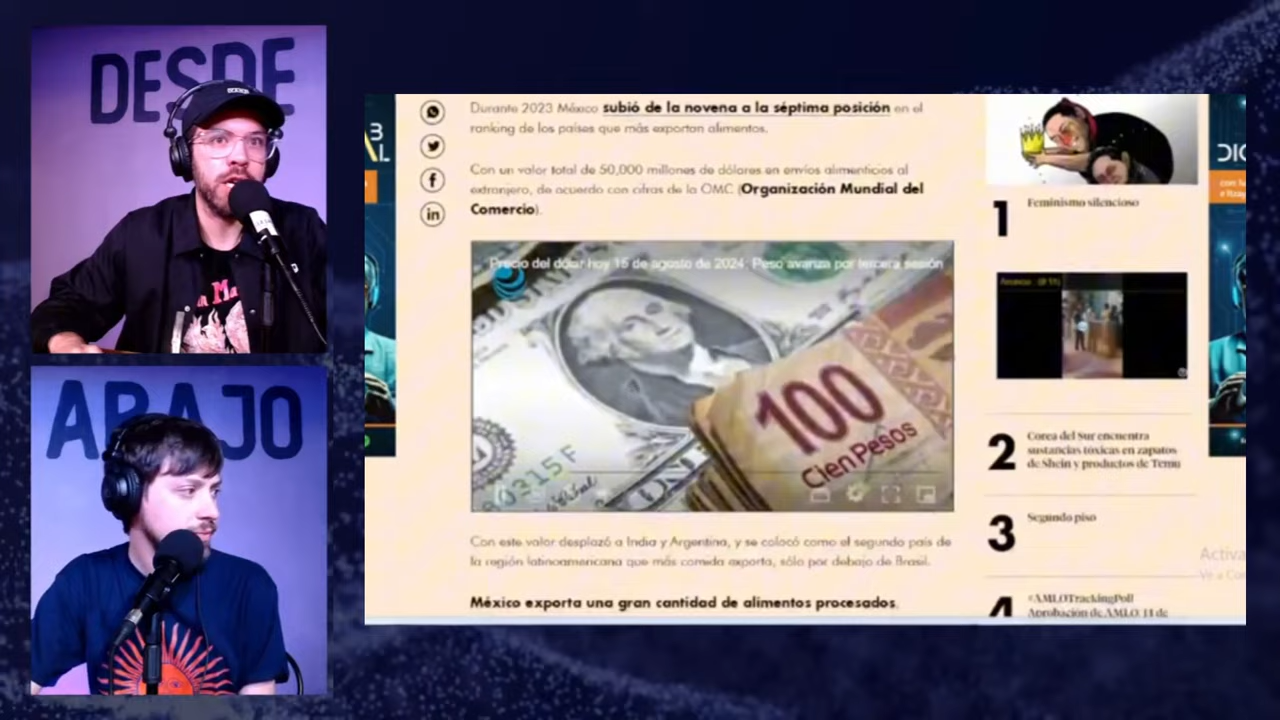 DESDE
ABAJO
Durante 2023 México subió de la novena a la séptima posición en el
ranking de los países que más exportan alimentos.
Con un valor total de 50,000 millones de dólares en envíos alimenticios al
extranjero, de acuerdo con cifras de la OMC (Organización Mundial del
Comercio).
Precio del dólar hoy 15 de agosto de 2024: Peso avanza por tercera sesión
100
Cien Pesos
Con este valor desplazó a India y Argentina, y se colocó como el segundo país de
la región latinoamericana que más comida exporta, sólo por debajo de Brasil.
México exporta una gran cantidad de alimentos procesados,
1
Feminismo silencioso
2
Corea del Sur encuentra
sustancias tóxicas en zapatos
de Shein y productos de Temu
3
Segundo piso
4
#AMLOTrackingPoll
Aprobación de AMLO, 14 de